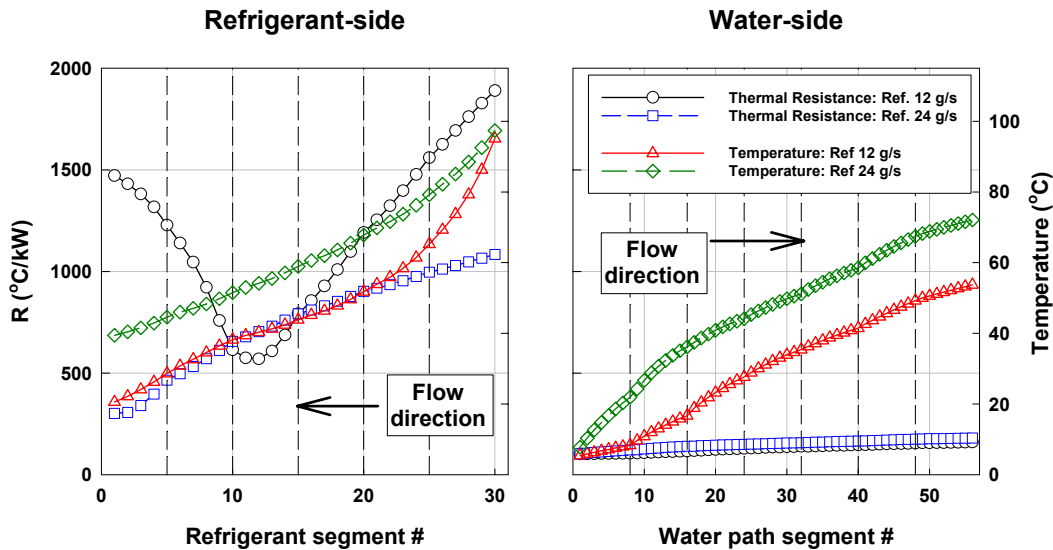 Refrigerant-side
Water-side
2000
1500
1000
500
0
R (°C/kW)
Flow
direction
0
10
20
30
Refrigerant segment #
Thermal Resistance: Ref. 12 g/s
Thermal Resistance: Ref. 24 g/s
Temperature: Ref 12 g/s
Temperature: Ref 24 g/s
Flow
direction
100
80
60
40
20
0
Temperature (°C)
0
10
20
30
40
50
Water path segment #